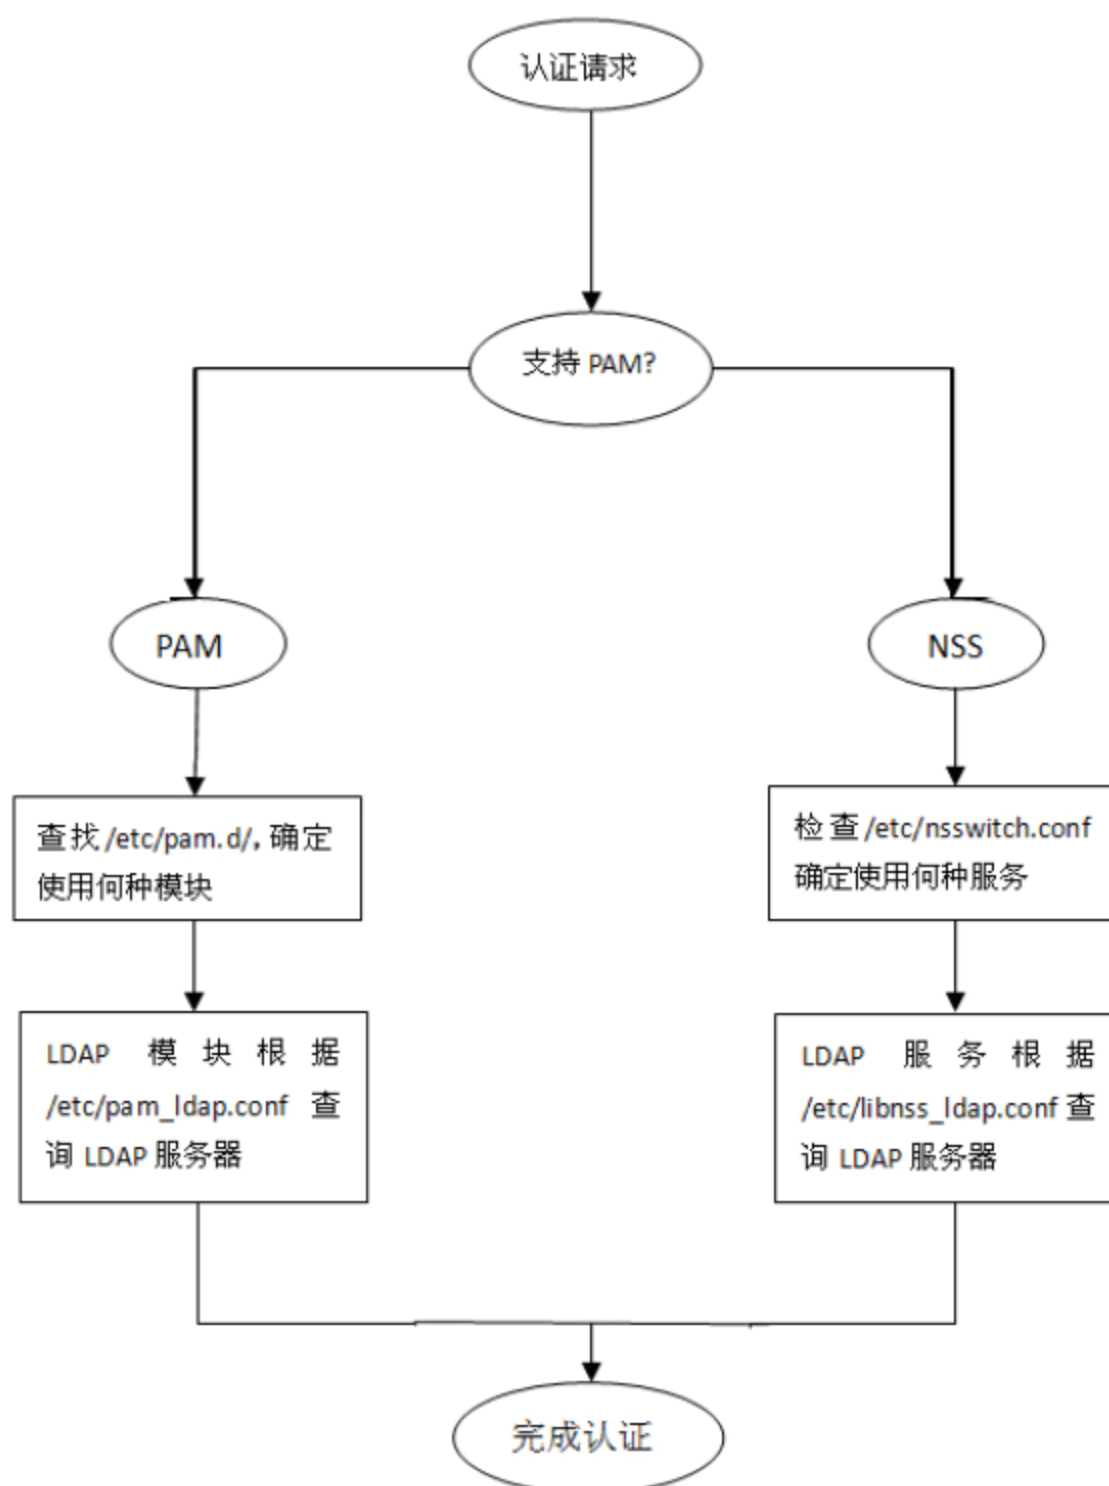 认证请求
支持 PAM?
PAM
NSS
查找/etc/pam.d/, 确定
使用何种模块
检查/etc/nsswitch.conf
确定使用何种服务
LDAP 模块根据
/etc/pam_ldap.conf 查
询 LDAP 服务器
LDAP 服务根据
/etc/libnss_ldap.conf 查
询 LDAP 服务器
完成认证